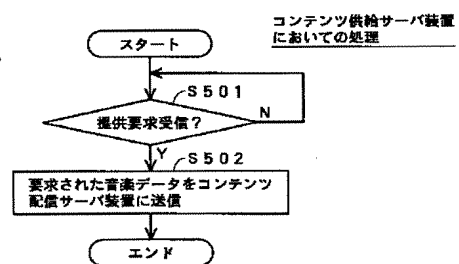 コンテンツ供給サーバ装置
においての処理
スタート
S501
提供要求受信?
N
Y
S502
要求された音楽データをコンテンツ
配信サーバ装置に送信
エンド